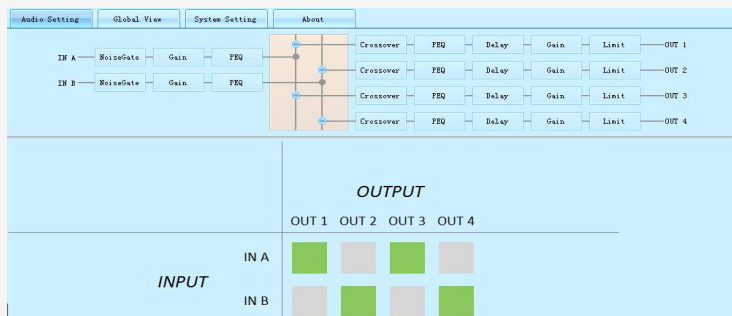 Audio Setting Global View System Setting About
Crossover PEQ Delay Gain Limit OUT 1
IN A NoiseGate Gain PEQ
Crossover PEQ Delay Gain Limit OUT 2
IN B NoiseGate Gain PEQ
Crossover PEQ Delay Gain Limit OUT 3
Crossover PEQ Delay Gain Limit OUT 4
OUTPUT
OUT 1 OUT 2 OUT 3 OUT 4
IN A
INPUT
IN B